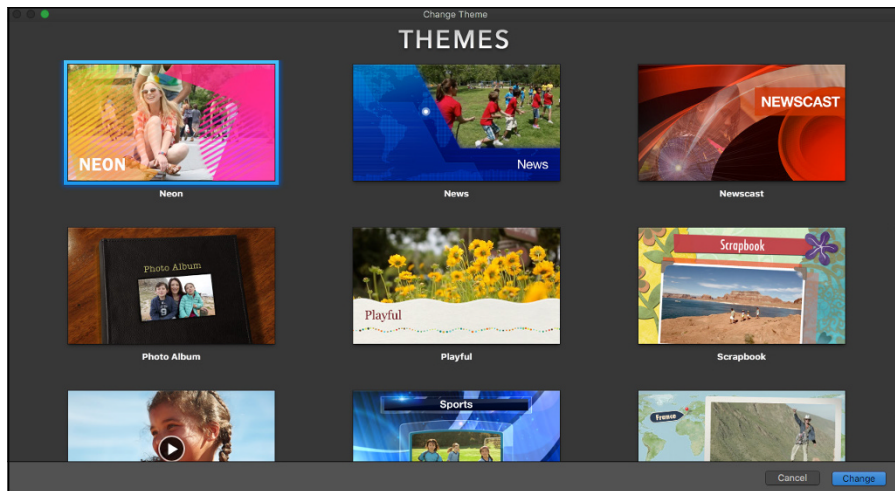 Change Theme
THEMES
NEON
News
NEWSCAST
Neon
News
Newscast
Photo Album
Playful
Scrapbook
Photo Album
Playful
Scrapbook
Sports
France
Cancel
Change